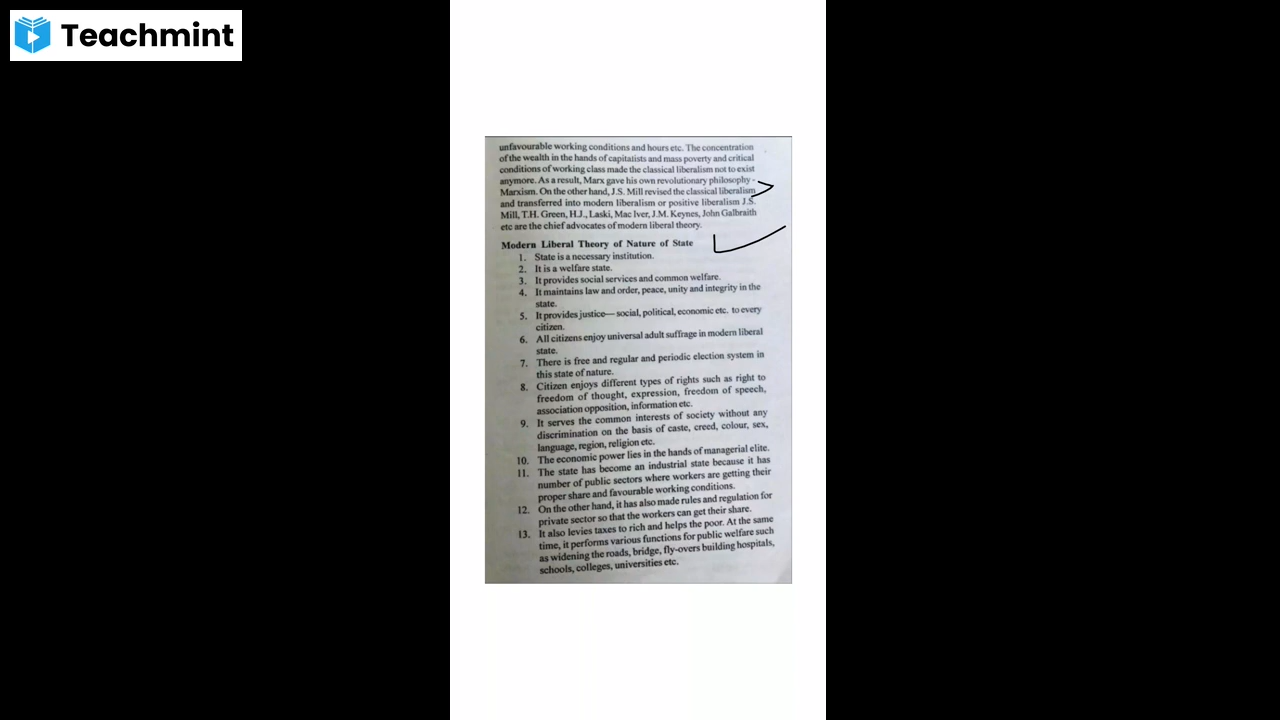 Teachmint
unfavourable working conditions and hours etc. The concentration
of the wealth in the hands of capitalists and mass poverty and critical
conditions of working class made the classical liberalism not to exist
anymore. As a result, Marx gave his own revolutionary philosophy -
Marxism. On the other hand, J.S. Mill revised the classical liberalism
and transferred into modern liberalism or positive liberalism J.S.
Mill, T.H. Green, H.J., Laski, Mac Iver, J.M. Keynes, John Galbraith
etc are the chief advocates of modern liberal theory.
Modern Liberal Theory of Nature of State
1. State is a necessary institution.
2. It is a welfare state.
3. It provides social services and common welfare.
4. It maintains law and order, peace, unity and integrity in the
state.
5. It provides justice— social, political, economic etc. to every
citizen.
6. All citizens enjoy universal adult suffrage in modern liberal
state.
7. There is free and regular and periodic election system in
this state of nature.
8. Citizen enjoys different types of rights such as right to
freedom of thought, expression, freedom of speech,
association opposition, information etc.
9. It serves the common interests of society without any
discrimination on the basis of caste, creed, colour, sex,
language, region, religion etc.
10. The economic power lies in the hands of managerial elite.
11. The state has become an industrial state because it has
number of public sectors where workers are getting their
proper share and favourable working conditions.
12. On the other hand, it has also made rules and regulation for
private sector so that the workers can get their share.
13. It also levies taxes to rich and helps the poor. At the same
time, it performs various functions for public welfare such
as widening the roads, bridge, fly-overs building hospitals,
schools, colleges, universities etc.